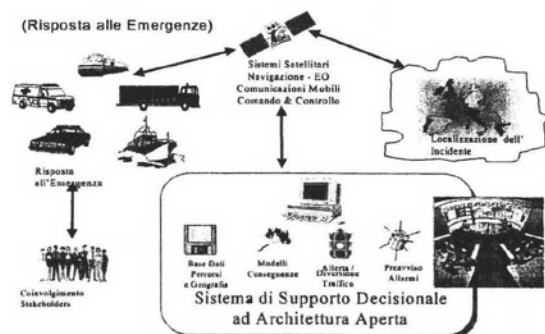 (Risposta alle Emergenze)
Sistemi Satellitari
Navigazione - EO
Comunicazioni Mobili
Comando & Controllo
Localizzazione dell'
Incidente
Risposta
all'Emergenza
Coinvolgimento
Stakeholders
Base Dati
Percorsi
e Geografia
Modelli
Conseguenze
Allerta /
Diversione
Traffico
Preavviso
Allarmi
Sistema di Supporto Decisionale
ad Architettura Aperta